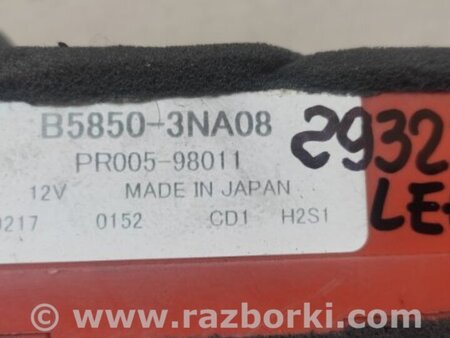 B5850-3NA08
PR005-98011
12V MADE IN JAPAN
0217 0152 CD1 H2S1
2932
LE
www.razborki.com